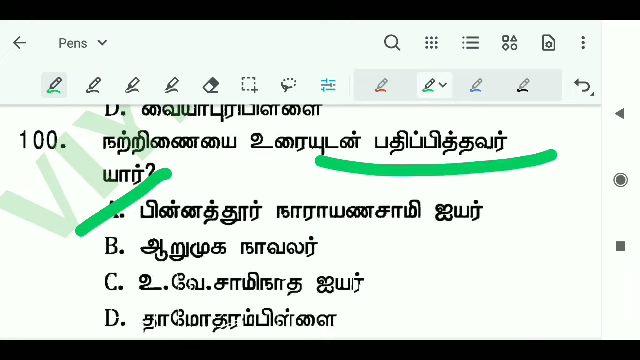 Pens
D. வையாபுரிபிள்ளை
100. நற்றிணையை உரையுடன் பதிப்பித்தவர்
யார்?
A. பின்னத்தூர் நாராயணசாமி ஐயர்
B. ஆறுமுக நாவலர்
C. உ.வே.சாமிநாத ஐயர்
D. தாமோதரம்பிள்ளை